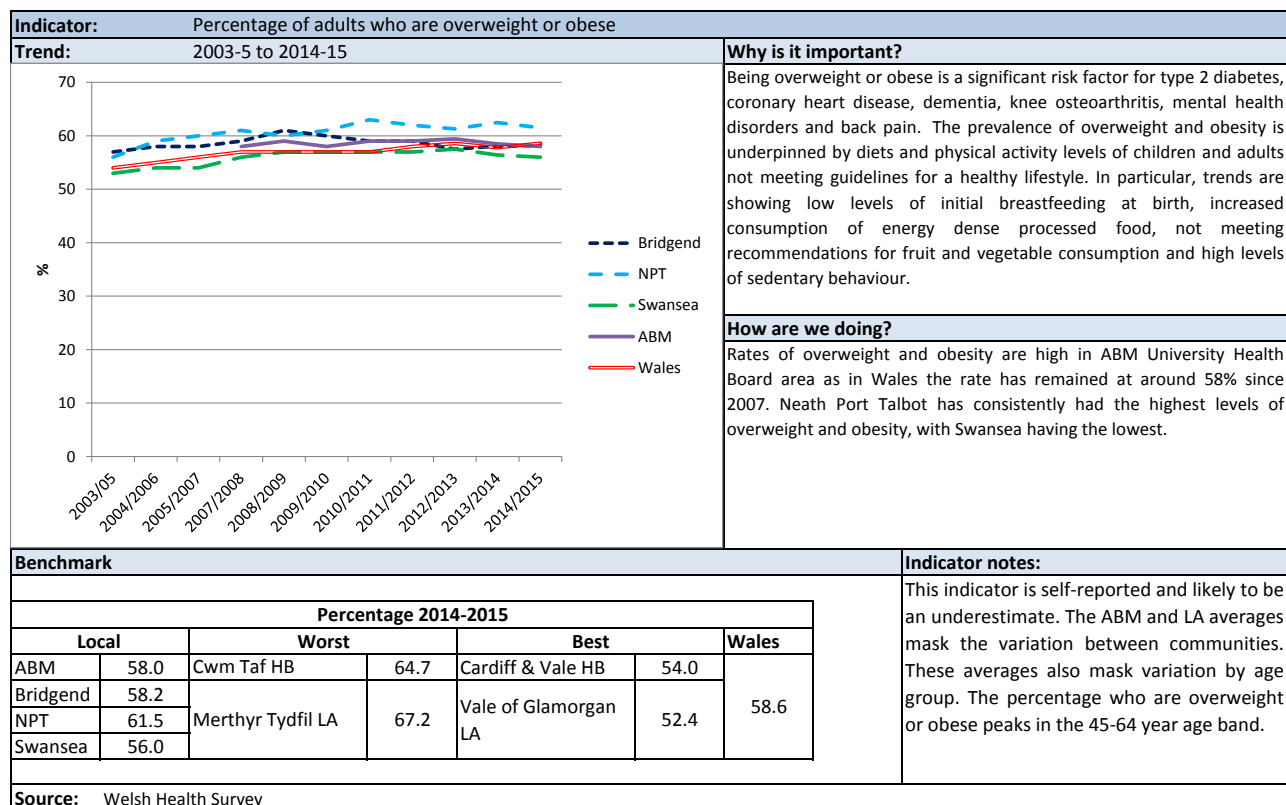 Indicator: Percentage of adults who are overweight or obese
Trend: 2003-5 to 2014-15
70
60
50
40
30
20
10
0
%
2003/05
2004/2006
2005/2007
2007/2008
2008/2009
2009/2010
2010/2011
2011/2012
2012/2013
2013/2014
2014/2015
Bridgend
NPT
Swansea
ABM
Wales
Why is it important?
Being overweight or obese is a significant risk factor for type 2 diabetes,
coronary heart disease, dementia, knee osteoarthritis, mental health
disorders and back pain. The prevalence of overweight and obesity is
underpinned by diets and physical activity levels of children and adults
not meeting guidelines for a healthy lifestyle. In particular, trends are
showing low levels of initial breastfeeding at birth, increased
consumption of energy dense processed food, not meeting
recommendations for fruit and vegetable consumption and high levels
of sedentary behaviour.
How are we doing?
Rates of overweight and obesity are high in ABM University Health
Board area as in Wales the rate has remained at around 58% since
2007. Neath Port Talbot has consistently had the highest levels of
overweight and obesity, with Swansea having the lowest.
Benchmark
Percentage 2014-2015
Local Worst Best Wales
ABM 58.0 Cwm Taf HB 64.7 Cardiff & Vale HB 54.0
Bridgend 58.2
NPT 61.5 Merthyr Tydfil LA 67.2 Vale of Glamorgan
LA 52.4 58.6
Swansea 56.0
Indicator notes:
This indicator is self-reported and likely to be
an underestimate. The ABM and LA averages
mask the variation between communities.
These averages also mask variation by age
group. The percentage who are overweight
or obese peaks in the 45-64 year age band.
Source: Welsh Health Survey